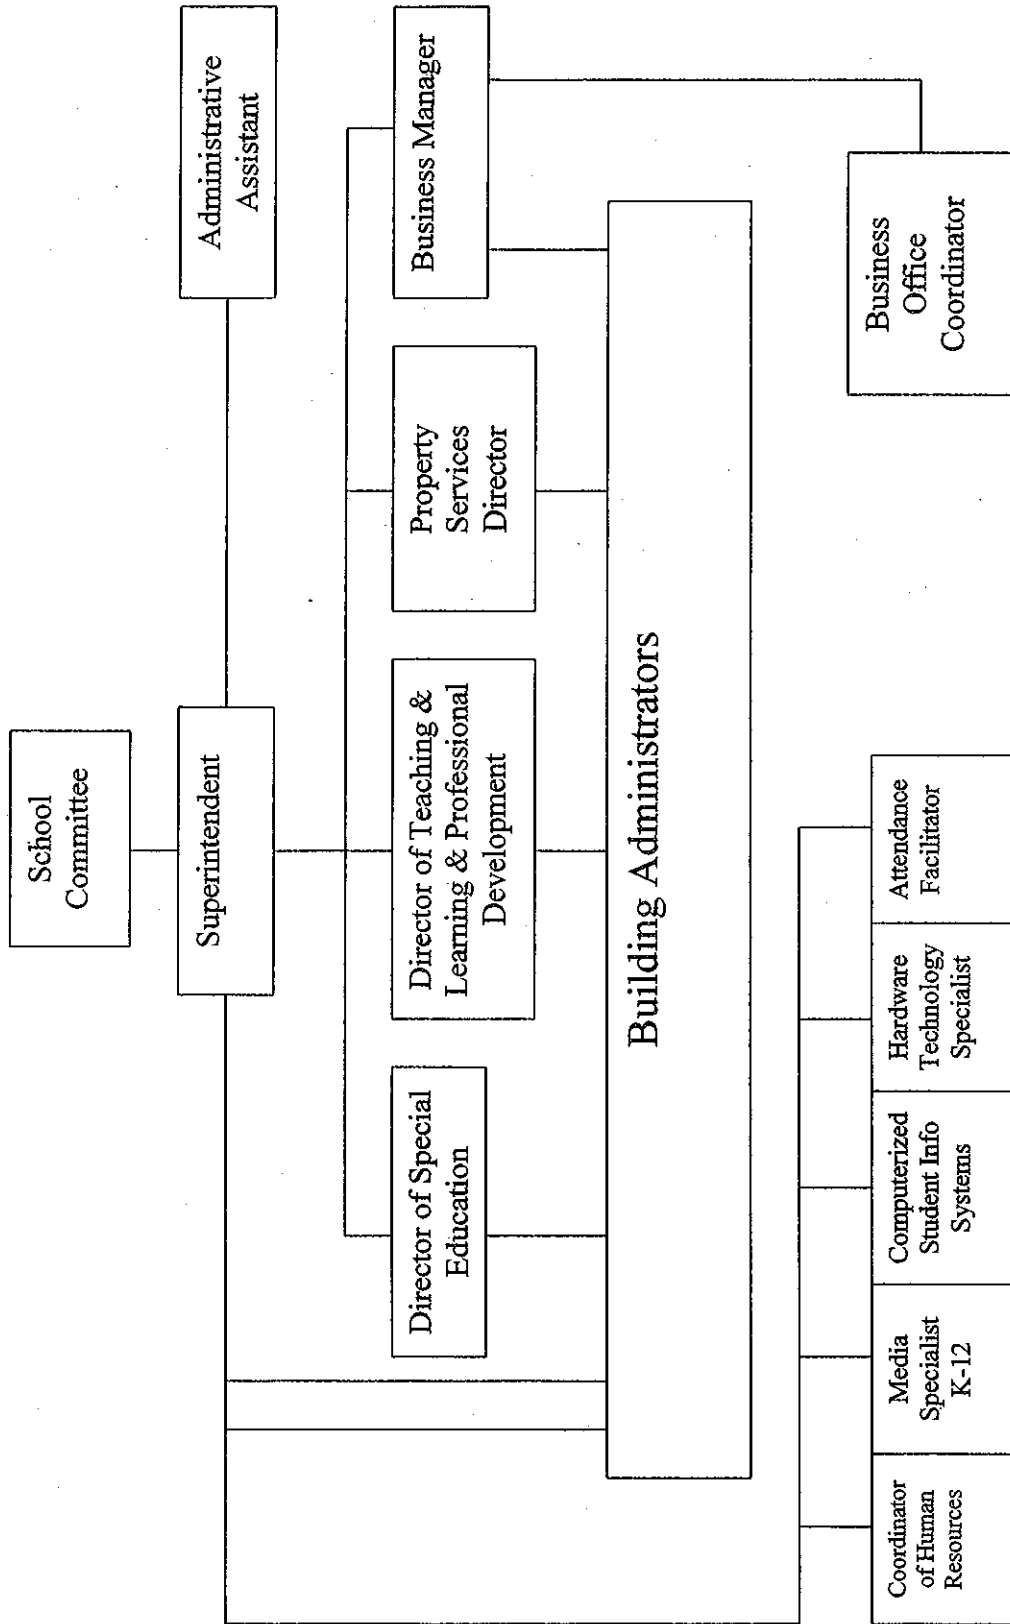 School
Committee
Superintendent
Administrative
Assistant
Director of Special
Education
Director of Teaching &
Learning & Professional
Development
Property
Services
Director
Business Manager
Building Administrators
Business
Office
Coordinator
Coordinator
of Human
Resources
Media
Specialist
K-12
Computerized
Student Info
Systems
Hardware
Technology
Specialist
Attendance
Facilitator